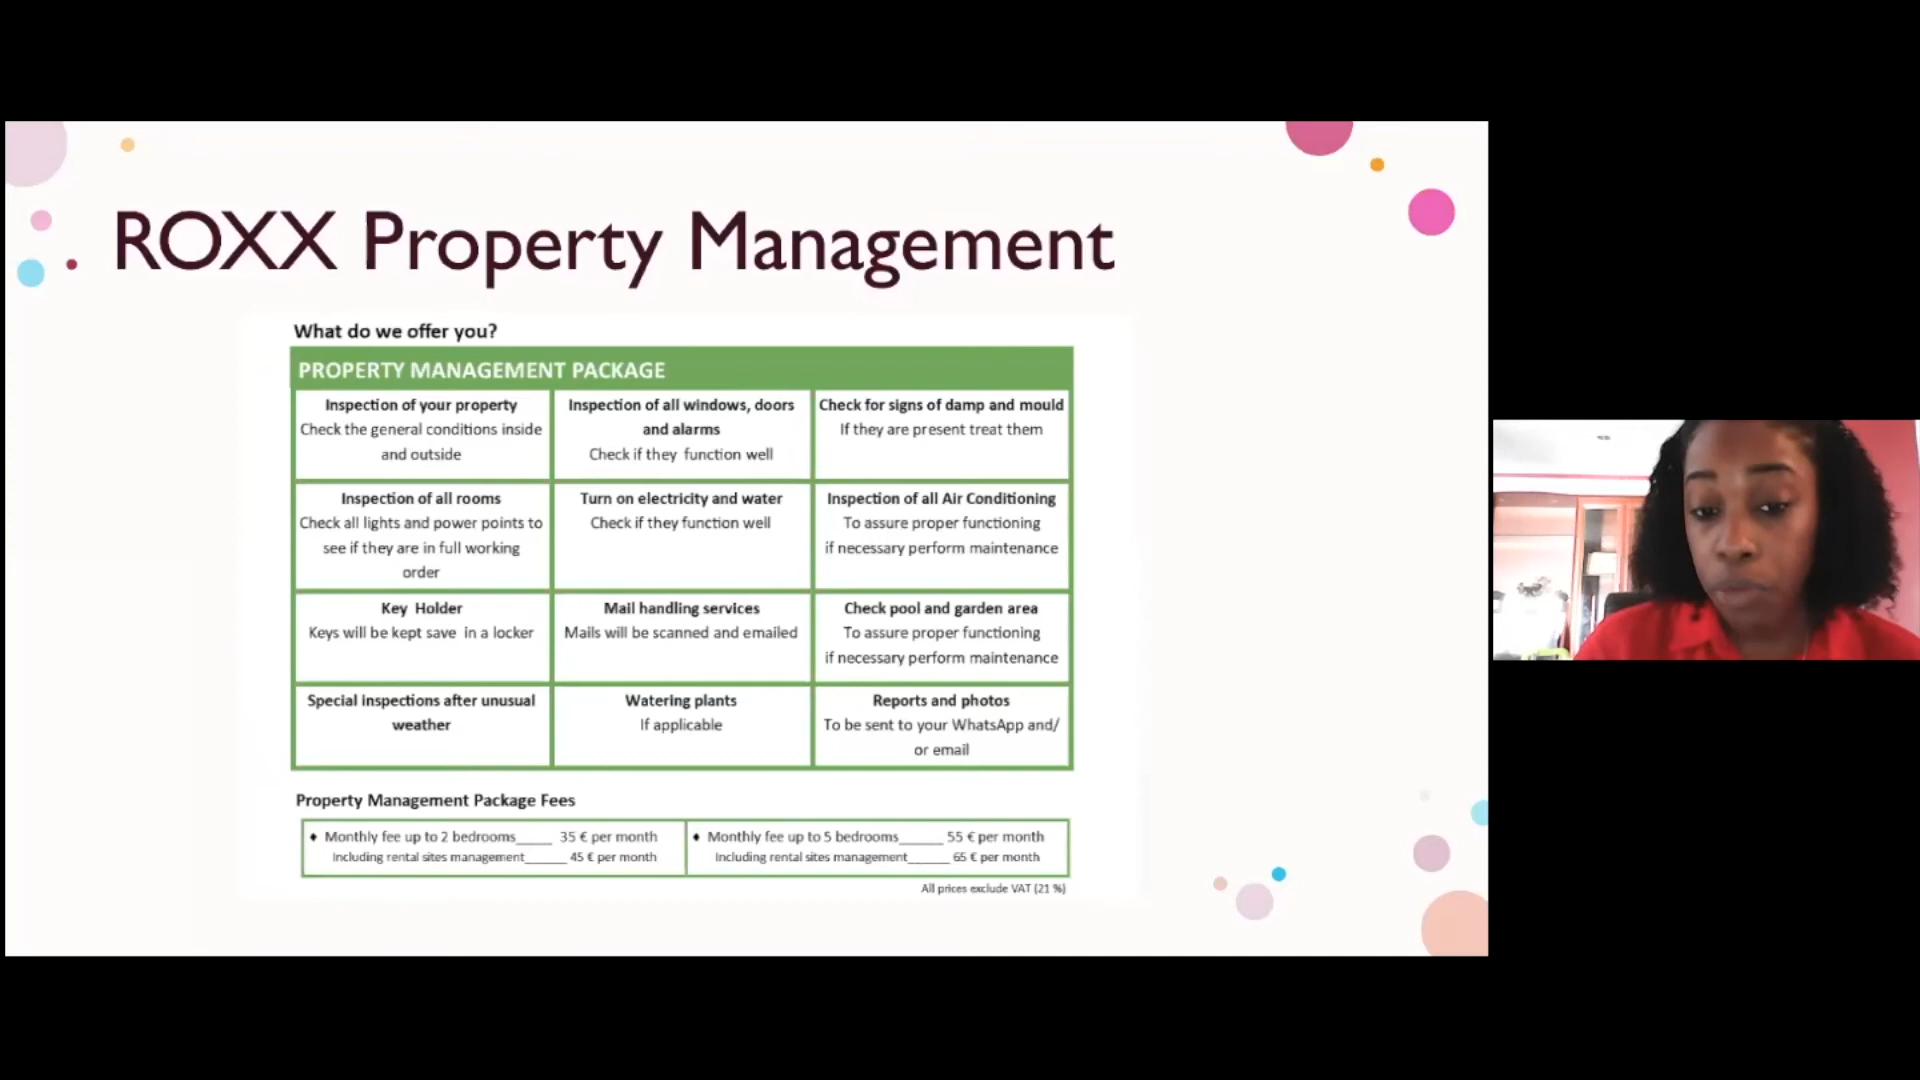 ROXX Property Management
What do we offer you?
PROPERTY MANAGEMENT PACKAGE
Inspection of your property
Check the general conditions inside
and outside
Inspection of all windows, doors
and alarms
Check if they function well
Check for signs of damp and mould
If they are present treat them
Inspection of all rooms
Check all lights and power points to
see if they are in full working
order
Turn on electricity and water
Check if they function well
Inspection of all Air Conditioning
To assure proper functioning
if necessary perform maintenance
Key Holder
Keys will be kept save in a locker
Mail handling services
Mails will be scanned and emailed
Check pool and garden area
To assure proper functioning
if necessary perform maintenance
Special inspections after unusual
weather
Watering plants
If applicable
Reports and photos
To be sent to your WhatsApp and/
or email
Property Management Package Fees
♦ Monthly fee up to 2 bedrooms_____ 35 € per month
Including rental sites management______ 45 € per month
♦ Monthly fee up to 5 bedrooms______ 55 € per month
Including rental sites management______ 65 € per month
All prices exclude VAT (21 %)